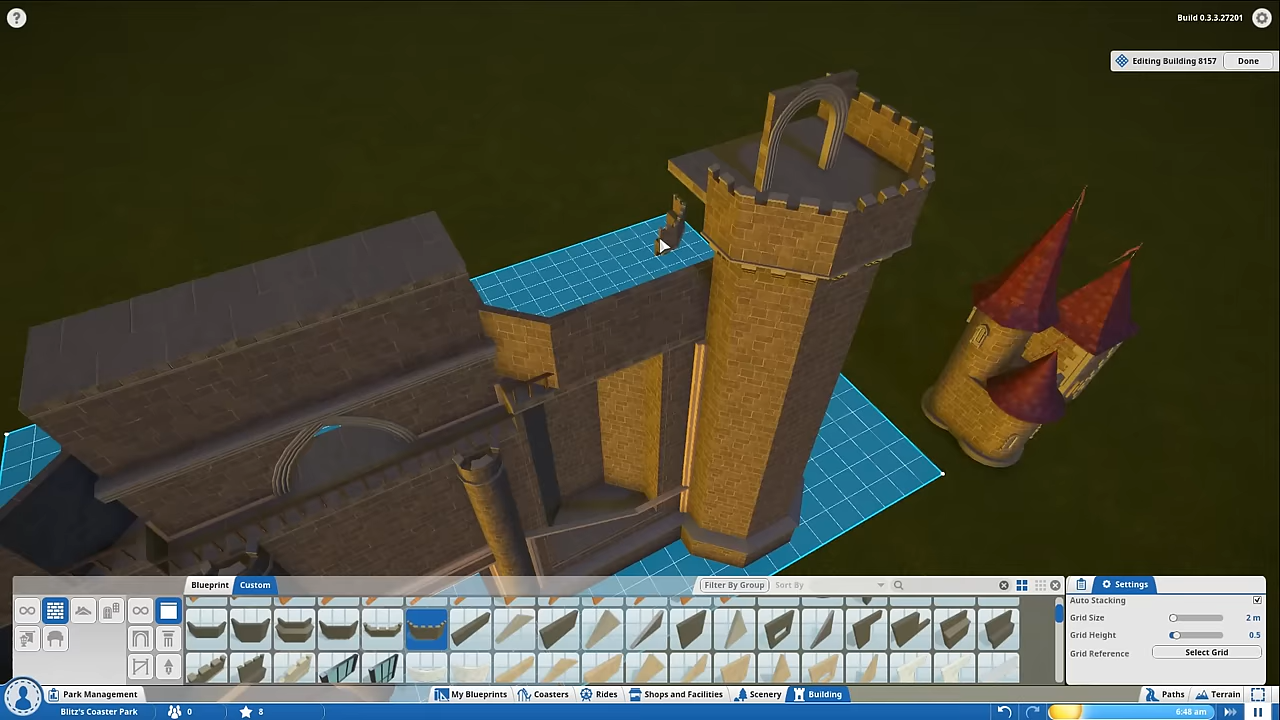 ?
Build 0.3.3.27201
Editing Building 8157 Done
Blueprint Custom
Filter By Group Sort By
Settings
Auto Stacking
Grid Size 2 m
Grid Height 0.5
Grid Reference Select Grid
Park Management My Blueprints Coasters Rides Shops and Facilities Scenery Building Paths Terrain
Blitz's Coaster Park 0 8 6:48 am